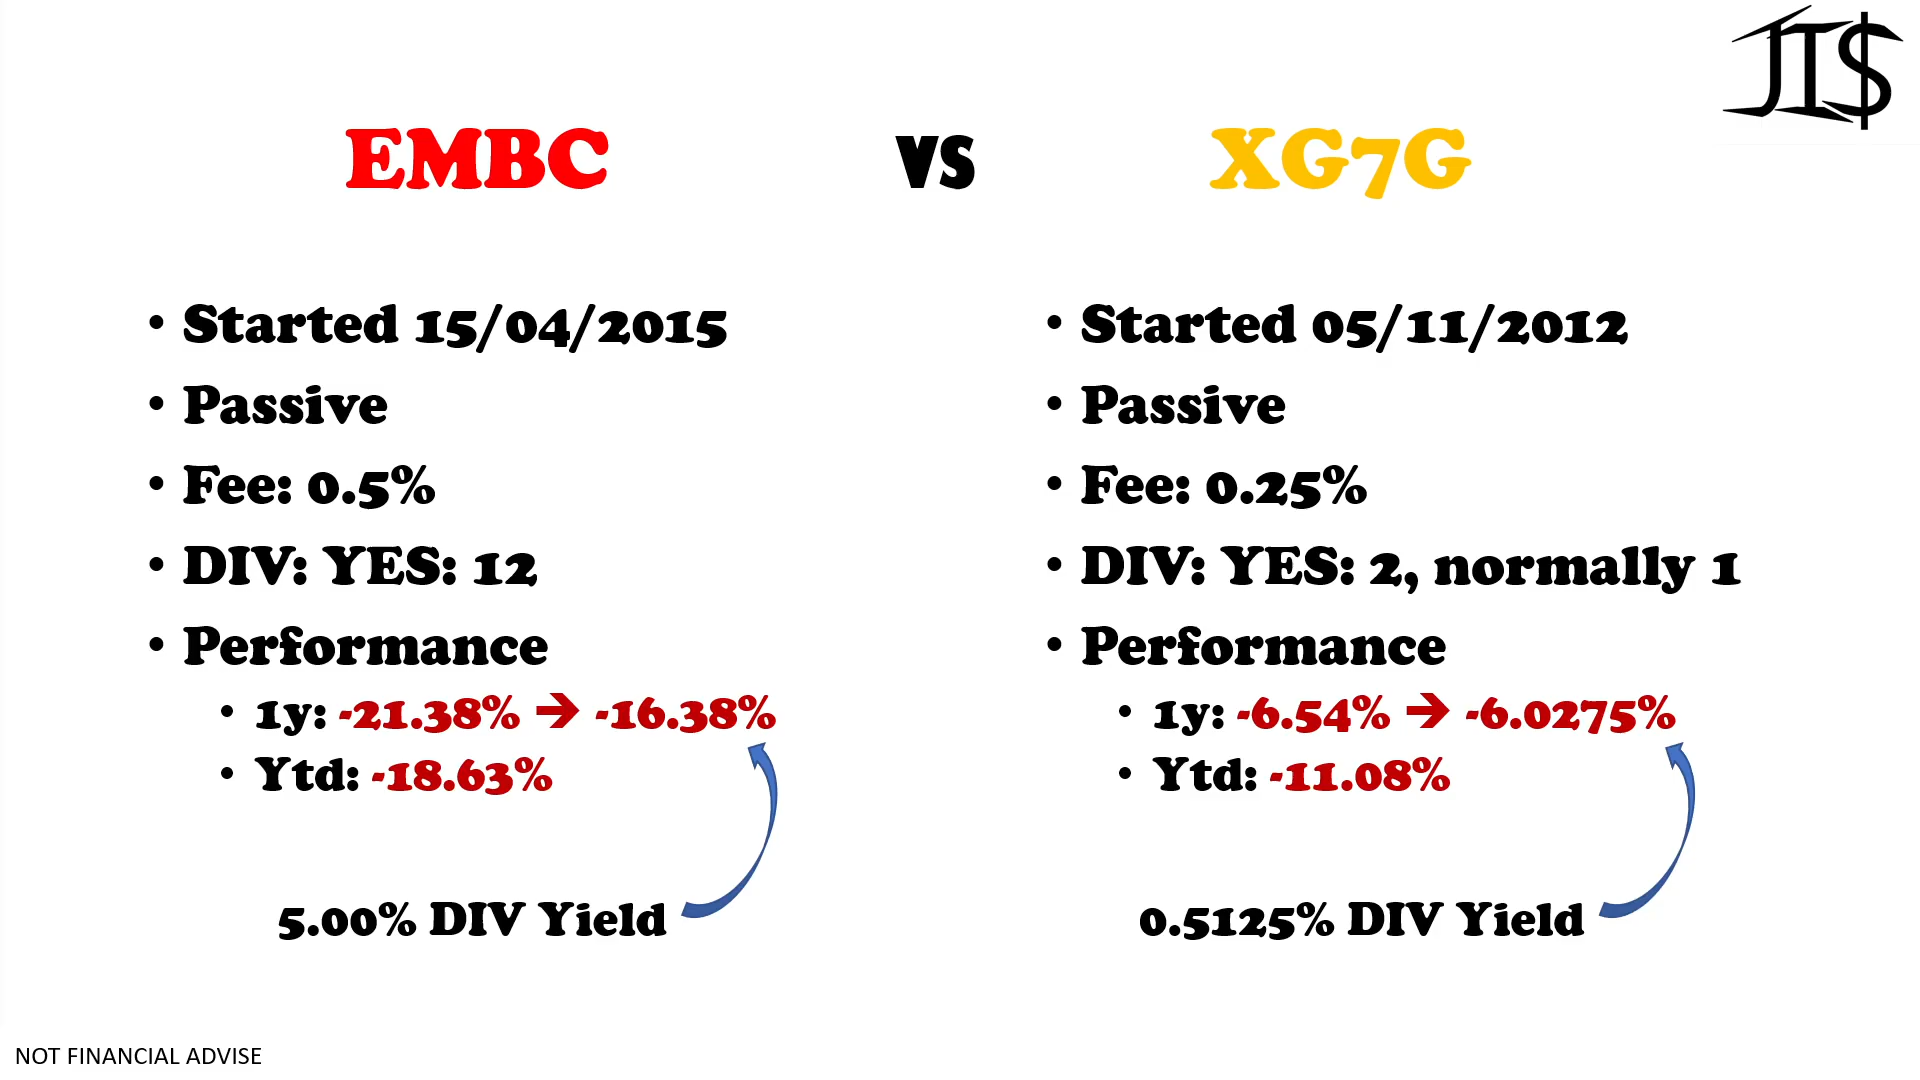 JI$
EMBC VS XG7G
• Started 15/04/2015
• Passive
• Fee: 0.5%
• DIV: YES: 12
• Performance
• 1y: -21.38% → -16.38%
• Ytd: -18.63%
5.00% DIV Yield
• Started 05/11/2012
• Passive
• Fee: 0.25%
• DIV: YES: 2, normally 1
• Performance
• 1y: -6.54% → -6.0275%
• Ytd: -11.08%
0.5125% DIV Yield
NOT FINANCIAL ADVISE